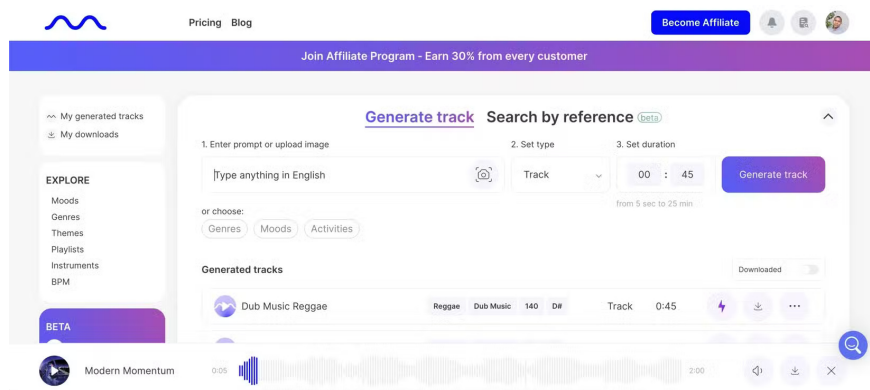 Pricing Blog Become Affiliate
Join Affiliate Program - Earn 30% from every customer
My generated tracks
My downloads
EXPLORE
Moods
Genres
Themes
Playlists
Instruments
BPM
BETA
Generate track Search by reference beta
1. Enter prompt or upload image 2. Set type 3. Set duration
Type anything in English Track 00 : 45 Generate track
from 5 sec to 25 min
or choose:
Genres Moods Activities
Generated tracks Downloaded
Dub Music Reggae Reggae Dub Music 140 D# Track 0:45
Modern Momentum 0:05 2:00